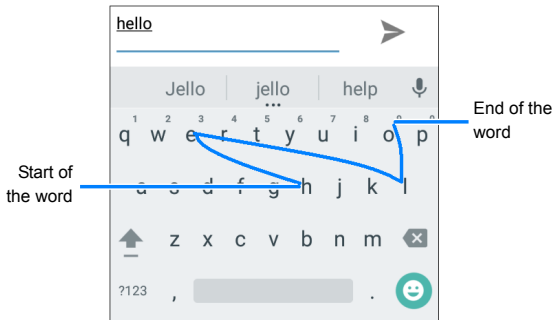 hello
Jello jello help
1 2 3 4 5 6 7 8 9 0
q w e r t y u i o p
a s d f g h j k l
z x c v b n m
?123 , .
End of the
word
Start of
the word